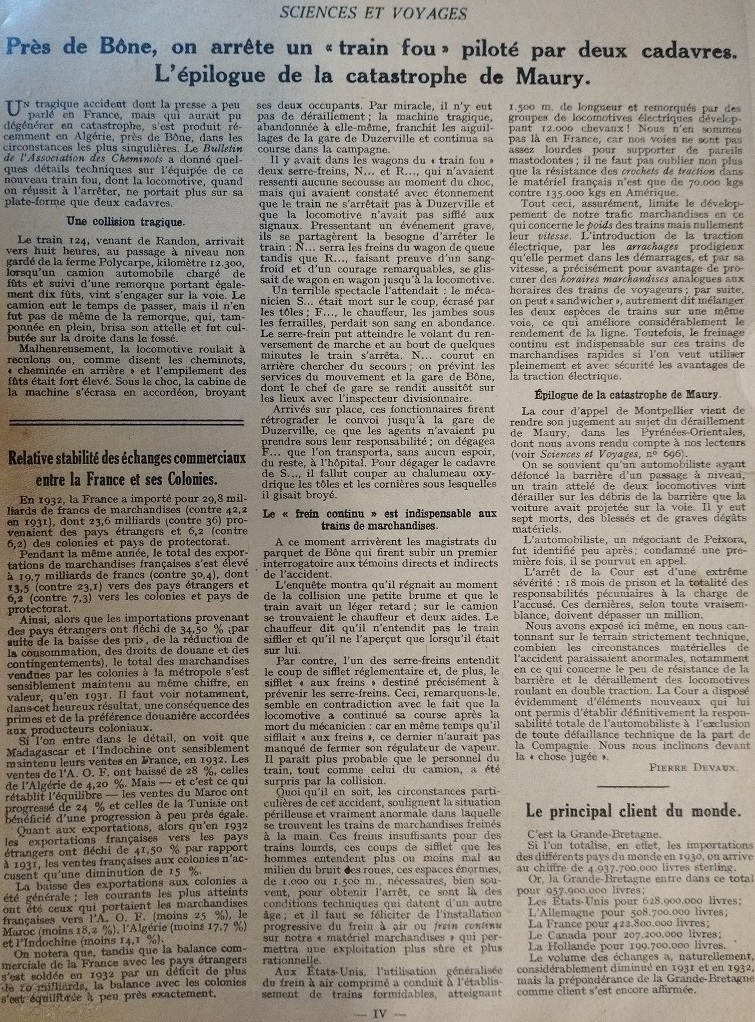 SCIENCES ET VOYAGES
Près de Bône, on arrête un « train fou » piloté par deux cadavres.
L'épilogue de la catastrophe de Maury.
UN tragique accident dont la presse a peu
parlé en France, mais qui aurait pu
dégénérer en catastrophe, s'est produit ré-
cemment en Algérie, près de Bône, dans les
circonstances les plus singulières. Le Bulletin
de l'Association des Cheminots a donné quel-
ques détails techniques sur l'équipée de ce
nouveau train fou, dont la locomotive, quand
on réussit à l'arrêter, ne portait plus sur sa
plate-forme que deux cadavres.
Une collision tragique.
Le train 124, venant de Randon, arrivait
vers huit heures, au passage à niveau non
gardé de la ferme Polycarpe, kilomètre 12.300,
lorsqu'un camion automobile chargé de
fûts et suivi d'une remorque portant égale-
ment dix fûts, vint s'engager sur la voie. Le
camion eut le temps de passer, mais il n'en
fut pas de même de la remorque, qui, tam-
ponnée en plein, brisa son attelle et fut cul-
butée sur la droite dans le fossé.
Malheureusement, la locomotive roulait à
reculons ou, comme disent les cheminots,
« cheminée en arrière » et l'empilement des
fûts était fort élevé. Sous le choc, la cabine de
la machine s'écrasa en accordéon, broyant
Relative stabilité des échanges commerciaux
entre la France et ses Colonies.
En 1932, la France a importé pour 29,8 mil-
liards de francs de marchandises (contre 42,2
en 1931), dont 23,6 milliards (contre 36) pro-
venaient des pays étrangers et 6,2 (contre
6,2) des colonies et pays de protectorat.
Pendant la même année, le total des expor-
tations de marchandises françaises s'est élevé
à 19,7 milliards de francs (contre 30,4), dont
13,5 (contre 23,1) vers des pays étrangers et
6,2 (contre 7,3) vers les colonies et pays de
protectorat.
Ainsi, alors que les importations provenant
des pays étrangers ont fléchi de 34,50 % (par
suite de la baisse des prix, de la réduction de
la consommation, des droits de douane et des
contingentements), le total des marchandises
vendues par les colonies à la métropole s'est
sensiblement maintenu au même chiffre, en
valeur, qu'en 1931. Il faut voir notamment,
dans cet heureux résultat, une conséquence des
primes et de la préférence douanière accordées
aux producteurs coloniaux.
Si l'on entre dans le détail, on voit que
Madagascar et l'Indochine ont sensiblement
maintenu leurs ventes en France, en 1932. Les
ventes de l'A. O. F. ont baissé de 28 %, celles
de l'Algérie de 4,20 %. Mais — et c'est ce qui
rétablit l'équilibre — les ventes du Maroc ont
progressé de 24 % et celles de la Tunisie ont
bénéficié d'une progression à peu près égale.
Quant aux exportations, alors qu'en 1932
les exportations françaises vers les pays
étrangers ont fléchi de 41,50 % par rapport
à 1931, les ventes françaises aux colonies n'ac-
cusent qu'une diminution de 15 %.
La baisse des exportations aux colonies a
été générale ; les courants les plus atteints
ont été ceux qui portaient les marchandises
françaises vers l'A. O. F. (moins 25 %), le
Maroc (moins 18,2 %), l'Algérie (moins 17,7 %)
et l'Indochine (moins 14,1 %).
On notera que, tandis que la balance com-
merciale de la France avec les pays étrangers
s'est soldée en 1932 par un déficit de plus
de 10 milliards, la balance avec les colonies
s'est équilibrée à peu près exactement.
ses deux occupants. Par miracle, il n'y eut
pas de déraillement ; la machine tragique,
abandonnée à elle-même, franchit les aiguil-
lages de la gare de Duzerville et continua sa
course dans la campagne.
Il y avait dans les wagons du « train fou »
deux serre-freins, N... et R..., qui n'avaient
ressenti aucune secousse au moment du choc,
mais qui avaient constaté avec étonnement
que le train ne s'arrêtait pas à Duzerville et
que la locomotive n'avait pas sifflé aux
signaux. Pressentant un événement grave,
ils se partagèrent la besogne d'arrêter le
train : N... serra les freins du wagon de queue
tandis que R..., faisant preuve d'un sang-
froid et d'un courage remarquables, se glis-
sait de wagon en wagon jusqu'à la locomotive.
Un terrible spectacle l'attendait : le mé-
canicien S... était mort sur le coup, écrasé par
les tôles ; F..., le chauffeur, les jambes sous
les ferrailes, perdait son sang en abondance.
Le serre-frein put atteindre le volant du ren-
versement de marche et au bout de quelques
minutes le train s'arrêta. N... courut en
arrière chercher du secours ; on prévint les
services du mouvement et la gare de Bône,
dont le chef de gare se rendit aussitôt sur
les lieux avec l'inspecteur divisionnaire.
Arrivés sur place, ces fonctionnaires firent
rétrograder le convoi jusqu'à la gare de
Duzerville, ce que les agents n'avaient pu
prendre sous leur responsabilité ; on dégagea
F... que l'on transporta, sans aucun espoir,
du reste, à l'hôpital. Pour dégager le cadavre
de S..., il fallut couper au chalumeau oxy-
drique les tôles et les cornières sous lesquelles
il gisait broyé.
Le « frein continu » est indispensable aux
trains de marchandises.
A ce moment arrivèrent les magistrats du
parquet de Bône qui firent subir un premier
interrogatoire aux témoins directs et indirects
de l'accident.
L'enquête montra qu'il régnait au moment
de la collision une petite brume et que le
train avait un léger retard ; sur le camion
se trouvaient le chauffeur et deux aides. Le
chauffeur dit qu'il n'entendit pas le train
siffler et qu'il ne l'aperçut que lorsqu'il était
sur lui.
Par contre, l'un des serre-freins entendit
le coup de sifflet réglementaire et, de plus, le
sifflet « aux freins » destiné précisément à
prévenir les serre-freins. Ceci, remarquons-le,
semble en contradiction avec le fait que la
locomotive a continué sa course après la
mort du mécanicien : car en même temps qu'il
sifflait « aux freins », ce dernier n'aurait pas
manqué de fermer son régulateur de vapeur.
Il paraît plus probable que le personnel du
train, tout comme celui du camion, a été
surpris par la collision.
Quoi qu'il en soit, les circonstances parti-
culières de cet accident, soulignent la situation
périlleuse et vraiment anormale dans laquelle
se trouvent les trains de marchandises freinés
à la main. Ces freins insuffisants pour des
trains lourds, ces coups de sifflet que les
hommes entendent plus ou moins mal au
milieu du bruit des roues, ces espaces énormes,
de 1.000 ou 1.500 m., nécessaires, bien sou-
vent, pour obtenir l'arrêt, ce sont là des
conditions techniques qui datent d'un autre
âge ; et il faut se féliciter de l'installation
progressive du frein à air ou frein continu
sur notre « matériel marchandises » qui per-
mettra une exploitation plus sûre et plus
rationnelle.
Aux États-Unis, l'utilisation généralisée
du frein à air comprimé a conduit à l'établis-
sement de trains formidables, atteignant
1.500 m. de longueur et remorqués par des
groupes de locomotives électriques dévelop-
pant 12.000 chevaux ! Nous n'en sommes
pas là en France, car nos voies ne sont pas
assez lourdes pour supporter de pareils
mastodontes ; il ne faut pas oublier non plus
que la résistance des crochets de traction dans
le matériel français n'est que de 70.000 kgs
contre 135.000 kgs en Amérique.
Tout ceci, assurément, limite le dévelop-
pement de notre trafic marchandises en ce
qui concerne le poids des trains mais nullement
leur vitesse. L'introduction de la traction
électrique, par les arrachages prodigieux
qu'elle permet dans les démarrages, et par sa
vitesse, a précisément pour avantage de pro-
curer des horaires marchandises analogues aux
horaires des trains de voyageurs ; par suite,
on peut « sandwicher », autrement dit mélanger
les deux espèces de trains sur une même
voie, ce qui améliore considérablement le
rendement de la ligne. Toutefois, le freinage
continu est indispensable sur ces trains de
marchandises rapides si l'on veut utiliser
pleinement et avec sécurité les avantages de
la traction électrique.
Épilogue de la catastrophe de Maury.
La cour d'appel de Montpellier vient de
rendre son jugement au sujet du déraillement
de Maury, dans les Pyrénées-Orientales,
dont nous avons rendu compte à nos lecteurs
(voir Sciences et Voyages, n° 696).
On se souvient qu'un automobiliste ayant
défoncé la barrière d'un passage à niveau,
un train attelé de deux locomotives vint
dérailler sur les débris de la barrière que la
voiture avait projetée sur la voie. Il y eut
sept morts, des blessés et de graves dégâts
matériels.
L'automobiliste, un négociant de Peixora,
fut identifié peu après ; condamné une pre-
mière fois, il se pourvut en appel.
L'arrêt de la Cour est d'une extrême
sévérité : 18 mois de prison et la totalité des
responsabilités pécuniaires à la charge de
l'accusé. Ces dernières, selon toute vraisem-
blance, doivent dépasser un million.
Nous avons exposé ici même, en nous can-
tonnant sur le terrain strictement technique,
combien les circonstances matérielles de
l'accident paraissaient anormales, notamment
en ce qui concerne le peu de résistance de la
barrière et le déraillement des locomotives
roulant en double traction. La Cour a disposé
évidemment d'éléments nouveaux qui lui
ont permis d'établir définitivement la respon-
sabilité totale de l'automobiliste à l'exclusion
de toute défaillance technique de la part de
la Compagnie. Nous nous inclinons devant
la « chose jugée ».
PIERRE DEVAUX.
Le principal client du monde.
C'est la Grande-Bretagne.
Si l'on totalise, en effet, les importations
des différents pays du monde en 1930, on arrive
au chiffre de 4.937.700.000 livres sterling.
Or, la Grande-Bretagne entre dans ce total
pour 957.900.000 livres ;
Les États-Unis pour 628.900.000 livres ;
L'Allemagne pour 508.700.000 livres ;
La France pour 422.800.000 livres ;
Le Canada pour 207.200.000 livres ;
La Hollande pour 199.700.000 livres.
Le volume des échanges a, naturellement,
considérablement diminué en 1931 et en 1932,
mais la prépondérance de la Grande-Bretagne
comme client s'est encore affirmée.
— IV —